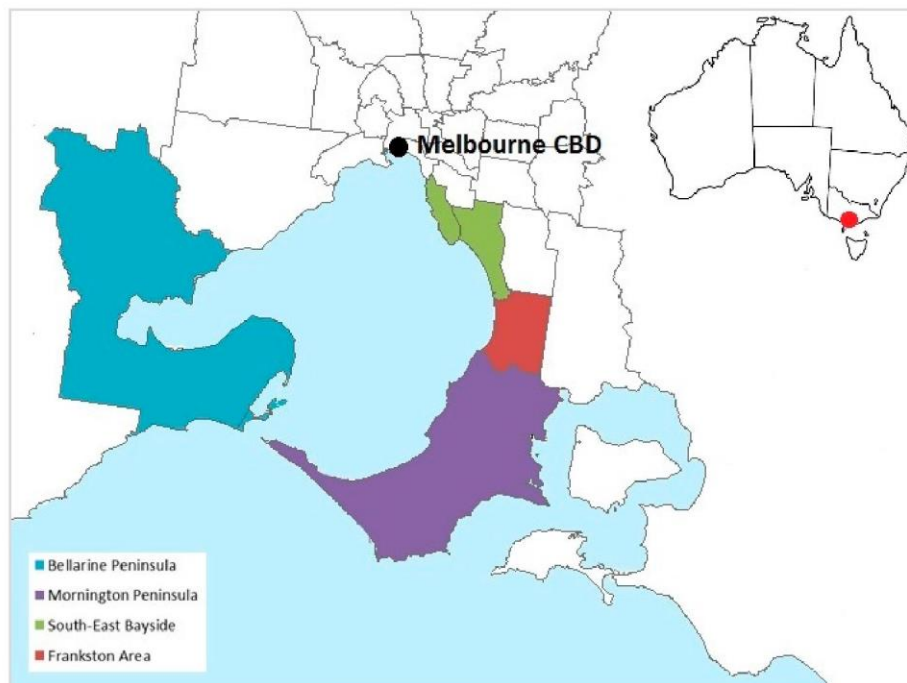 Melbourne CBD
Bellarine Peninsula
Mornington Peninsula
South-East Bayside
Frankston Area